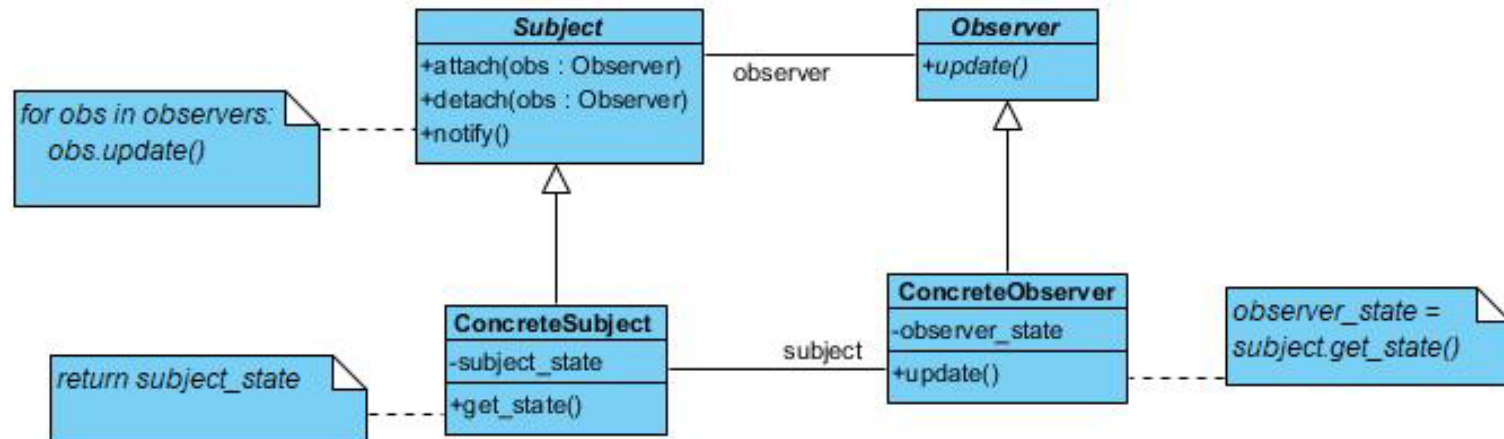 Subject
+attach(obs : Observer)
+detach(obs : Observer)
+notify()
observer
Observer
+update()
for obs in observers:
obs.update()
ConcreteSubject
-subject_state
+get_state()
subject
ConcreteObserver
-observer_state
+update()
observer_state =
subject.get_state()
return subject_state